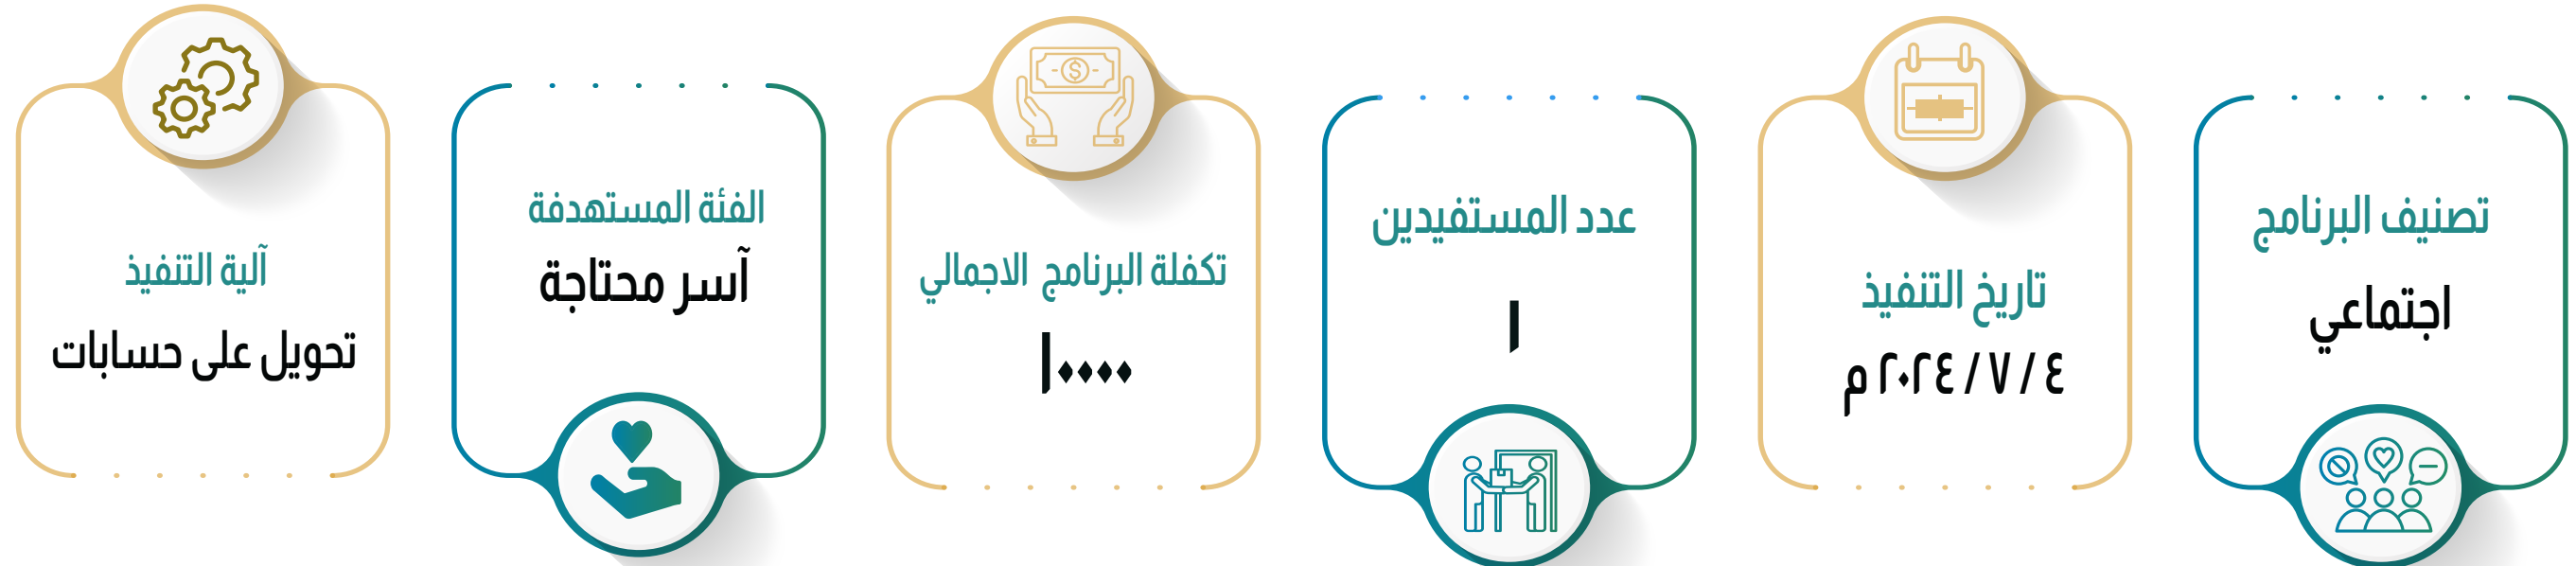 تصنيف البرنامج
اجتماعي
تاريخ التنفيذ
٤ / ٧ / ٢٠٢٤ م
عدد المستفيدين
١
تكفلة البرنامج الاجمالي
١٠٠٠٠
الفئة المستهدفة
آسر محتاجة
آلية التنفيذ
تحويل على حسابات